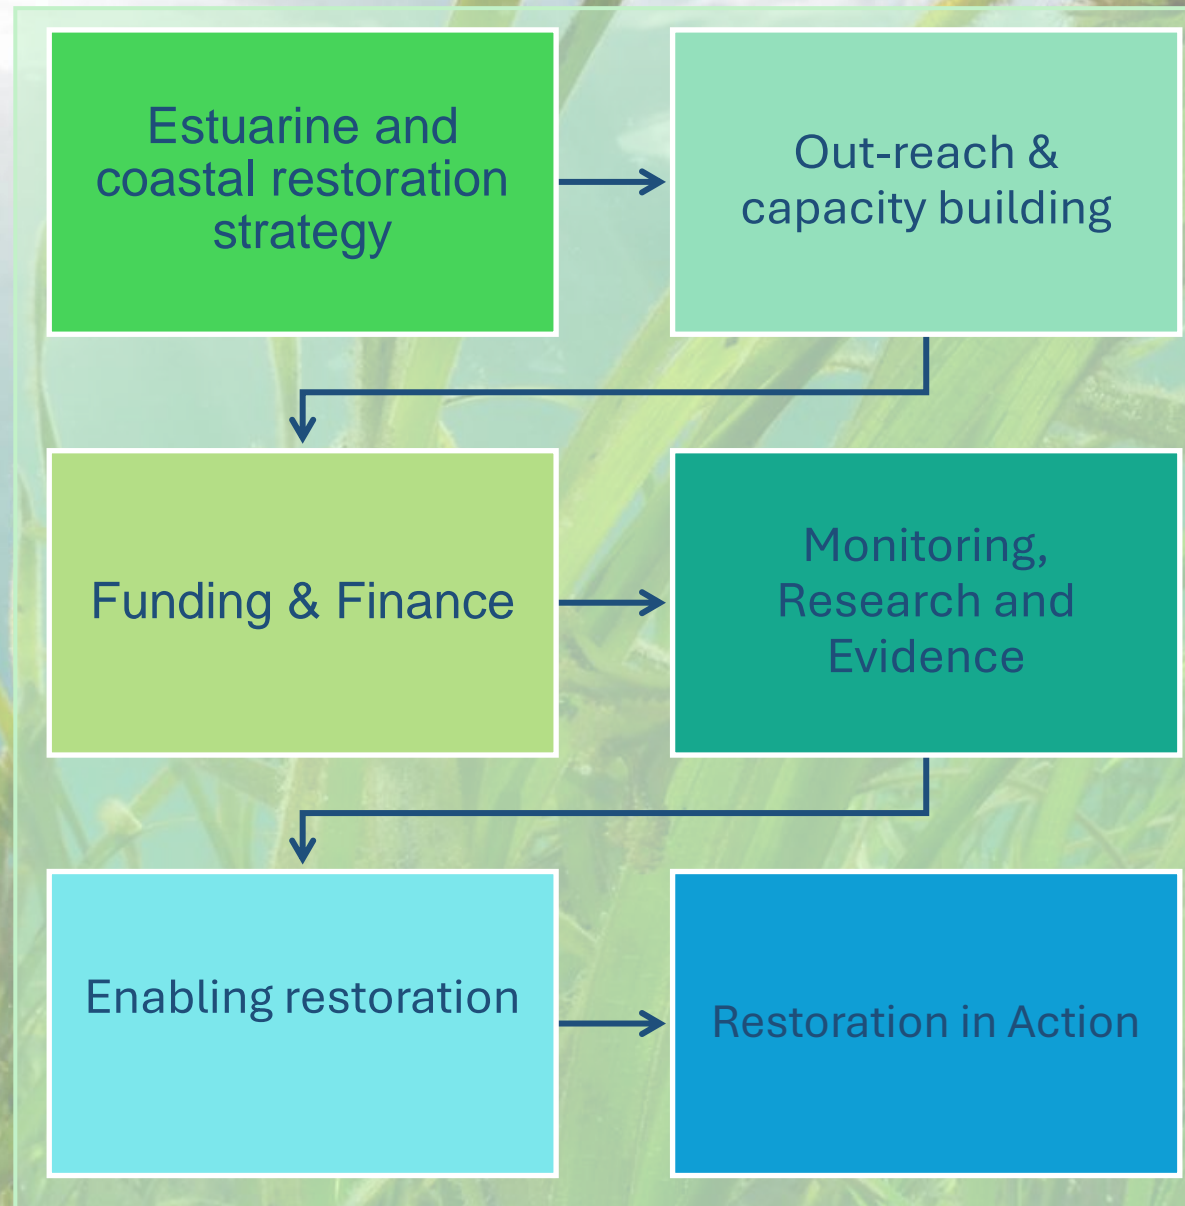 Estuarine and
coastal restoration
strategy
Out-reach &
capacity building
Funding & Finance
Monitoring,
Research and
Evidence
Enabling restoration
Restoration in Action